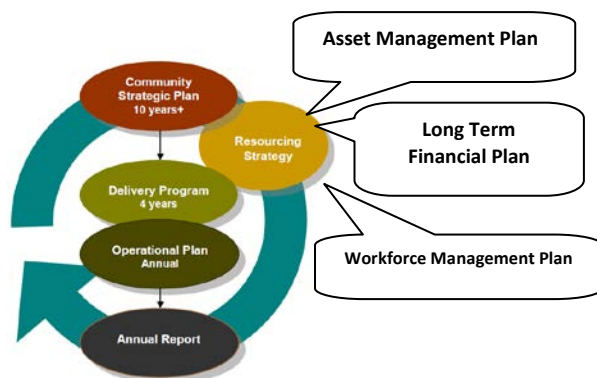 Asset Management Plan
Community
Strategic Plan
10 years+
Resourcing
Strategy
Long Term
Financial Plan
Delivery Program
4 years
Operational Plan
Annual
Workforce Management Plan
Annual Report